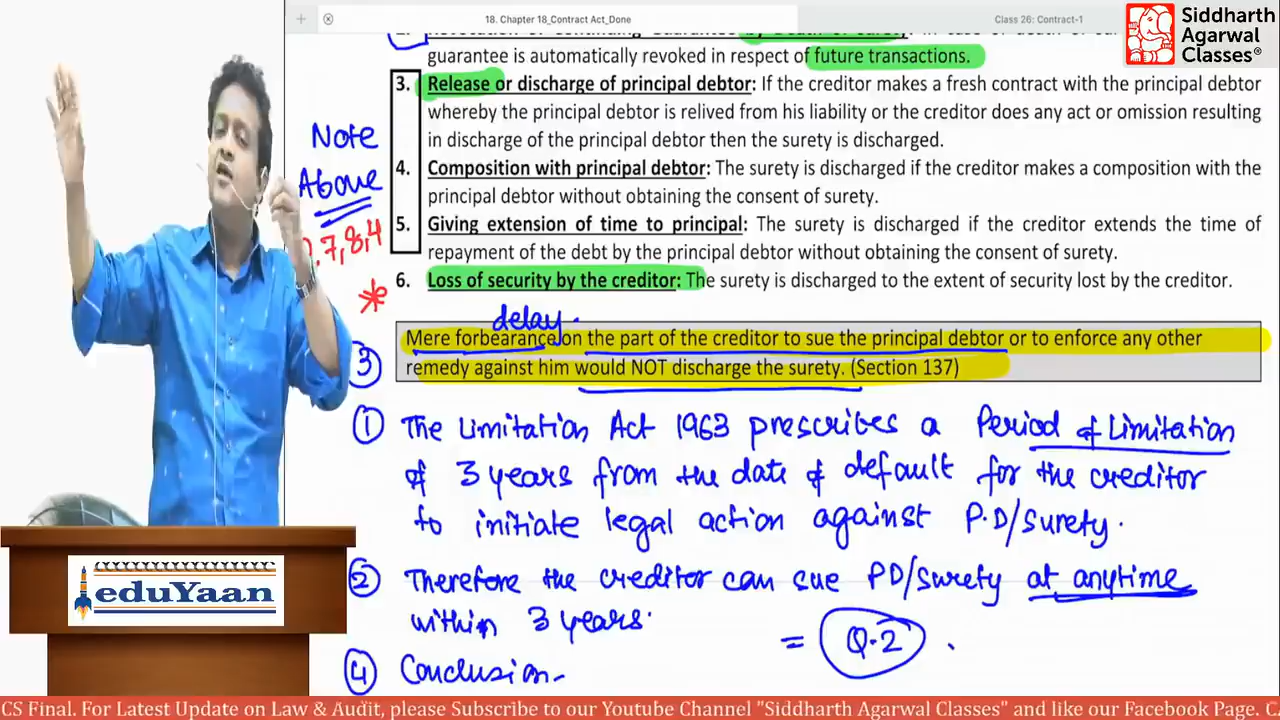 18. Chapter 18_Contract Act_Done
Class 26: Contract-1
Siddharth
Agarwal
Classes®
guarantee is automatically revoked in respect of future transactions.
3. Release or discharge of principal debtor: If the creditor makes a fresh contract with the principal debtor
whereby the principal debtor is relived from his liability or the creditor does any act or omission resulting
in discharge of the principal debtor then the surety is discharged.
4. Composition with principal debtor: The surety is discharged if the creditor makes a composition with the
principal debtor without obtaining the consent of surety.
5. Giving extension of time to principal: The surety is discharged if the creditor extends the time of
repayment of the debt by the principal debtor without obtaining the consent of surety.
6. Loss of security by the creditor: The surety is discharged to the extent of security lost by the creditor.
Note
Above
7,8,4
delay.
Mere forbearance on the part of the creditor to sue the principal debtor or to enforce any other
remedy against him would NOT discharge the surety. (Section 137)
③
① The Limitation Act 1963 prescribes a Period of Limitation
of 3 years from the date of default for the creditor
to initiate legal action against P.D/Surety.
② Therefore the creditor can sue PD/Surety at anytime
within 3 years.
= Q.2
④ Conclusion-
eduYaan
CS Final. For Latest Update on Law & Audit, please Subscribe to our Youtube Channel "Siddharth Agarwal Classes" and like our Facebook Page.